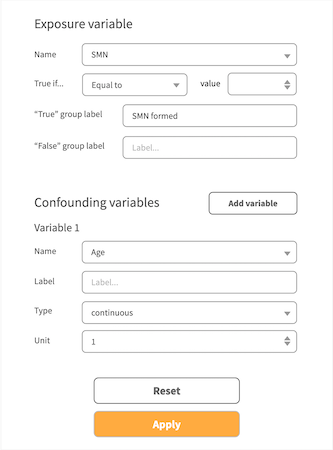 Exposure variable
Name SMN
True if... Equal to value
“True” group label SMN formed
“False” group label Label...
Confounding variables Add variable
Variable 1
Name Age
Label Label...
Type continuous
Unit 1
Reset
Apply